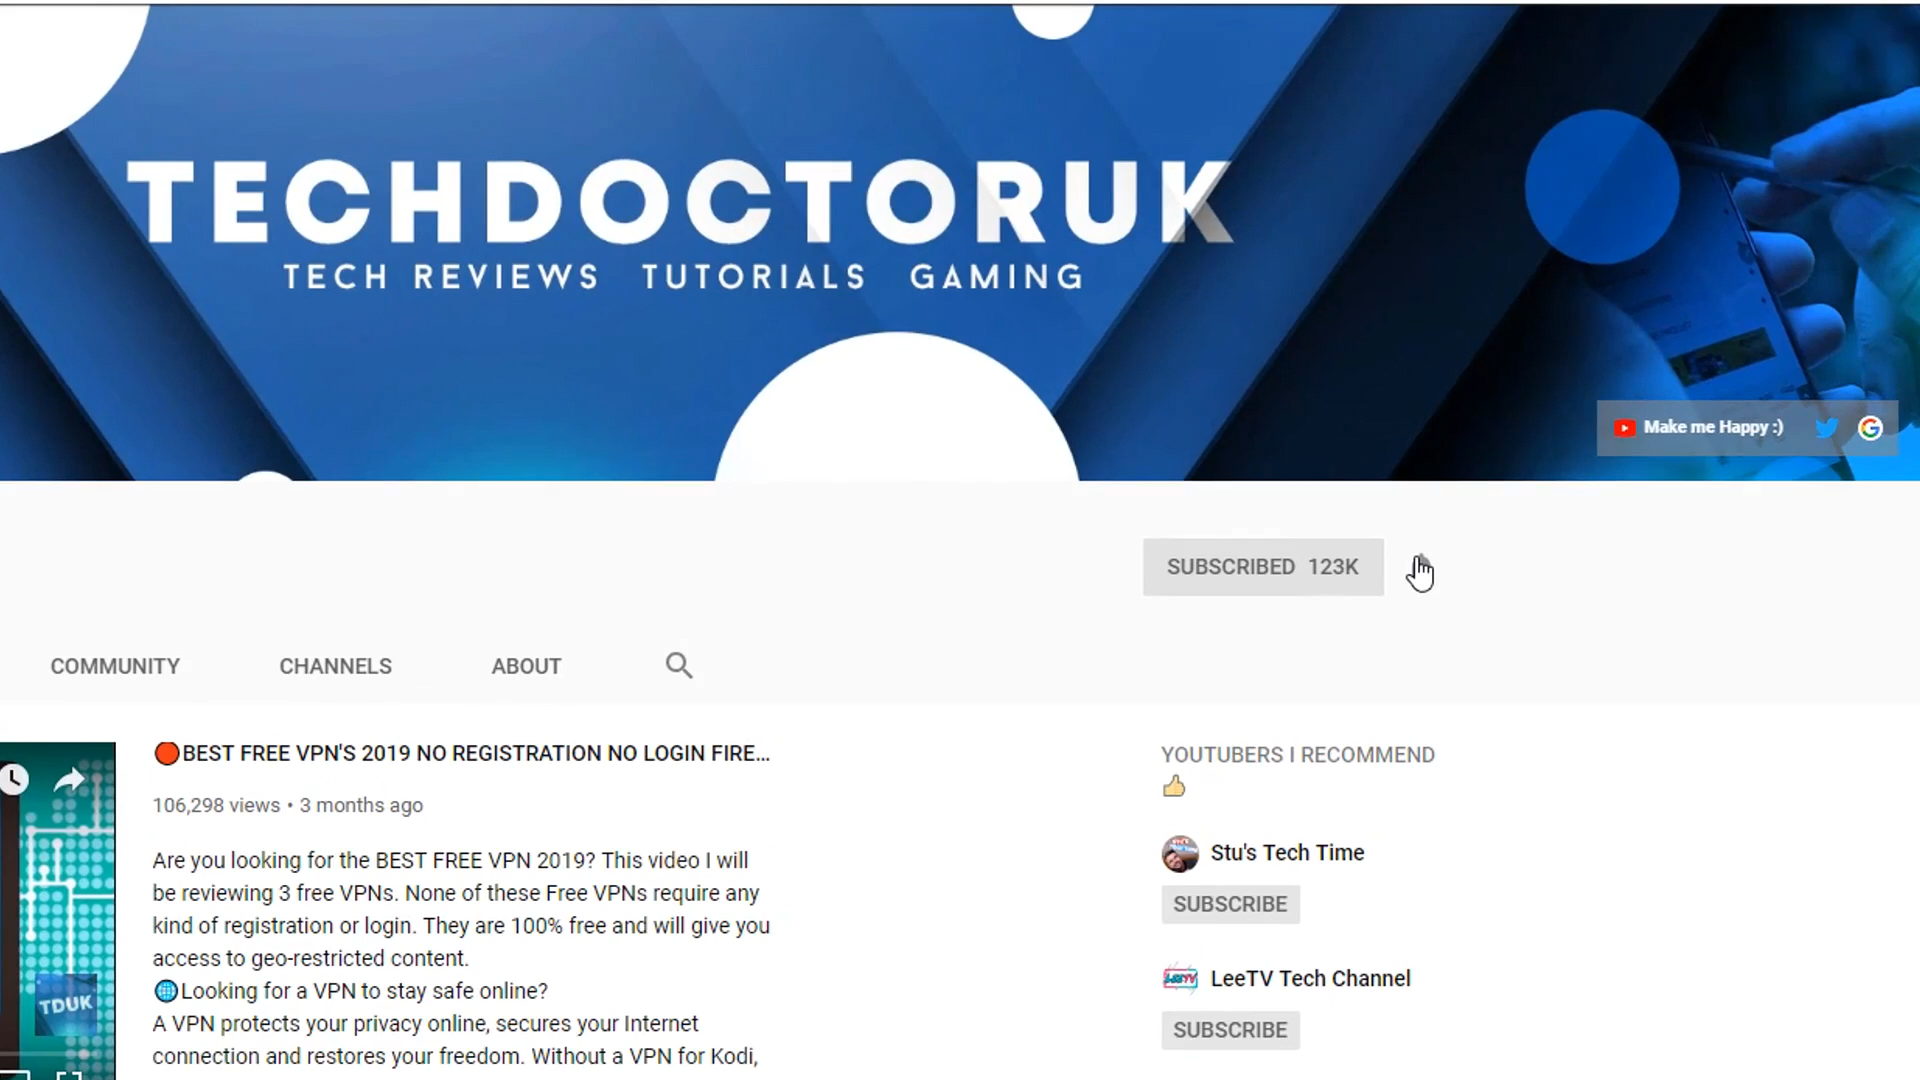 TECHDOCTORUK
TECH REVIEWS TUTORIALS GAMING
Make me Happy :)
SUBSCRIBED 123K
COMMUNITY CHANNELS ABOUT
🔴BEST FREE VPN'S 2019 NO REGISTRATION NO LOGIN FIRE...
106,298 views • 3 months ago
Are you looking for the BEST FREE VPN 2019? This video I will
be reviewing 3 free VPNs. None of these Free VPNs require any
kind of registration or login. They are 100% free and will give you
access to geo-restricted content.
🌐Looking for a VPN to stay safe online?
A VPN protects your privacy online, secures your Internet
connection and restores your freedom. Without a VPN for Kodi,
TDUK
YOUTUBERS I RECOMMEND
👍
Stu's Tech Time
SUBSCRIBE
LeeTV Tech Channel
SUBSCRIBE